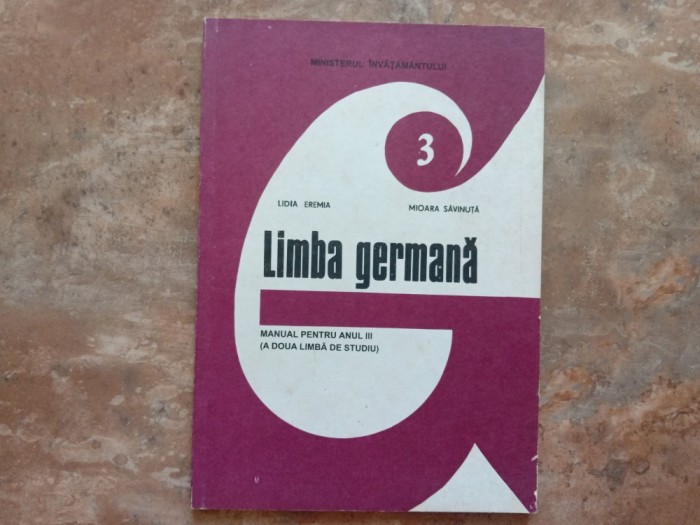 MINISTERUL ÎNVĂȚĂMÂNTULUI
3
LIDIA EREMIA
MIOARA SĂVINUȚĂ
Limba germană
MANUAL PENTRU ANUL III
(A DOUA LIMBĂ DE STUDIU)